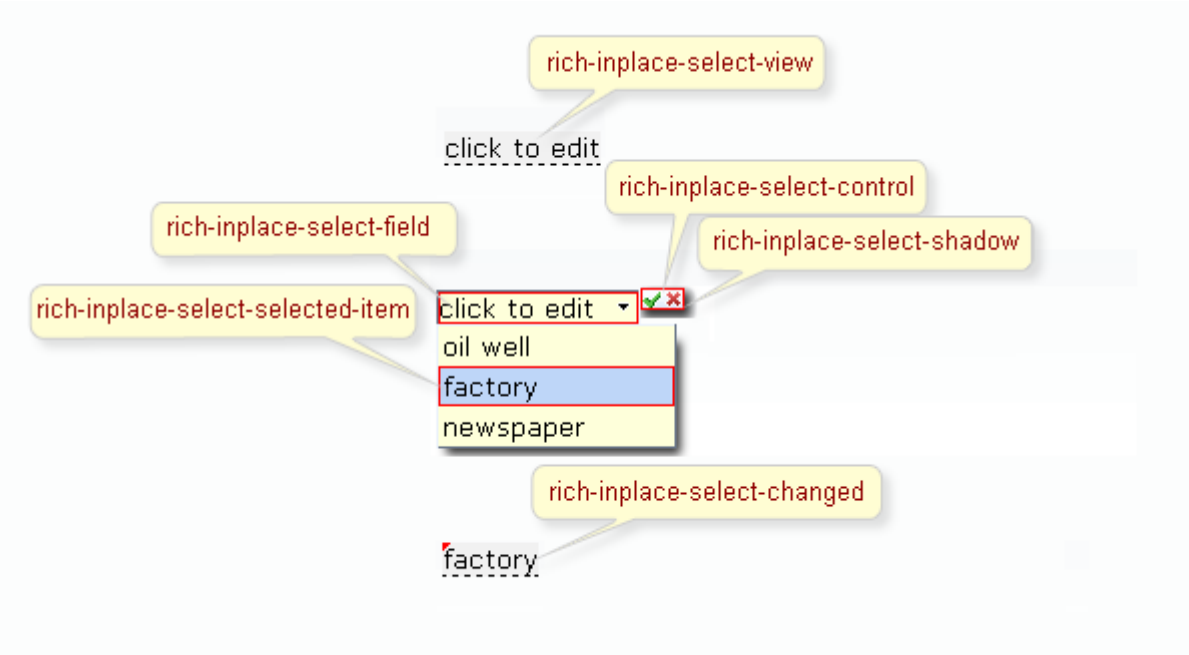 rich-inplace-select-view
click to edit
rich-inplace-select-control
rich-inplace-select-field
rich-inplace-select-shadow
rich-inplace-select-selected-item
click to edit
oil well
factory
newspaper
rich-inplace-select-changed
factory